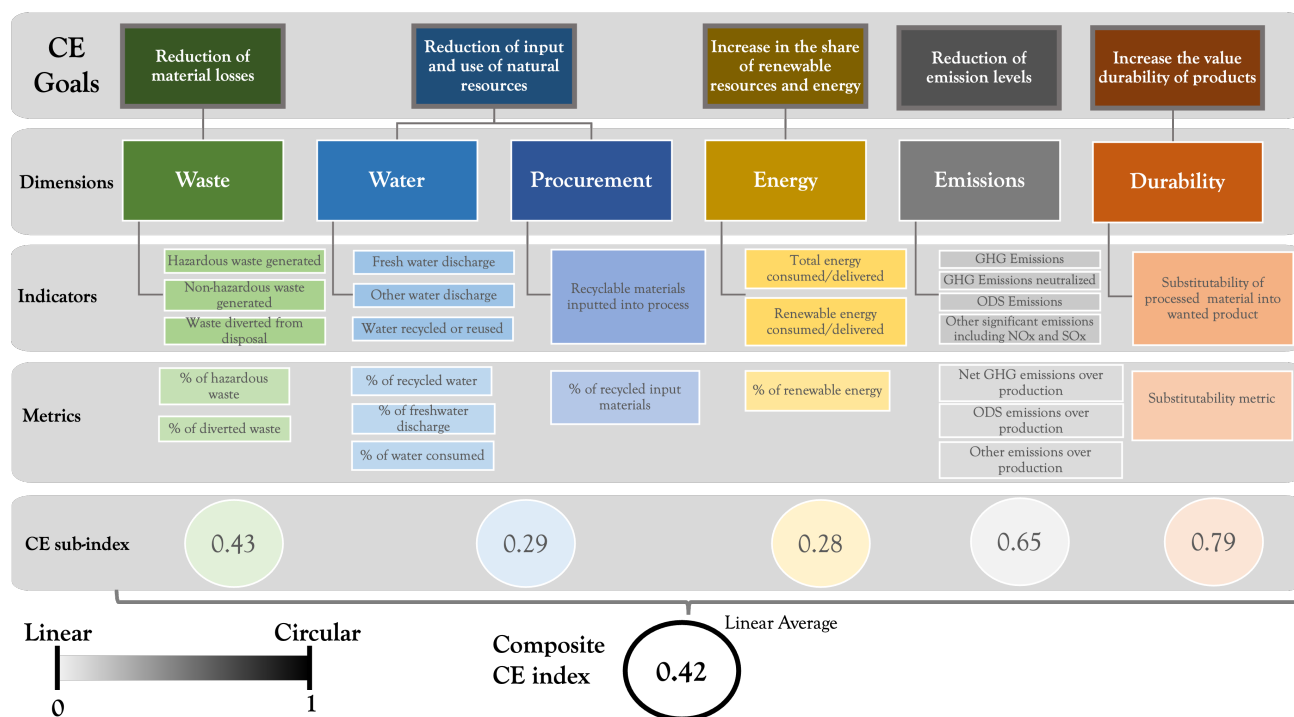 CE
Goals
Reduction of
material losses
Reduction of input
and use of natural
resources
Increase in the share
of renewable
resources and energy
Reduction of
emission levels
Increase the value
durability of products
Dimensions
Waste
Water
Procurement
Energy
Emissions
Durability
Indicators
Hazardous waste generated
Non-hazardous waste
generated
Waste diverted from
disposal
Fresh water discharge
Other water discharge
Water recycled or reused
Recyclable materials
inputted into process
Total energy
consumed/delivered
Renewable energy
consumed/delivered
GHG Emissions
GHG Emissions neutralized
ODS Emissions
Other significant emissions
including NOx and SOx
Substitutability of
processed material into
wanted product
Metrics
% of hazardous
waste
% of diverted waste
% of recycled water
% of freshwater
discharge
% of water consumed
% of recycled input
materials
% of renewable energy
Net GHG emissions over
production
ODS emissions over
production
Other emissions over
production
Substitutability metric
CE sub-index
0.43
0.29
0.28
0.65
0.79
Linear
Circular
0
1
Composite
CE index
0.42
Linear Average